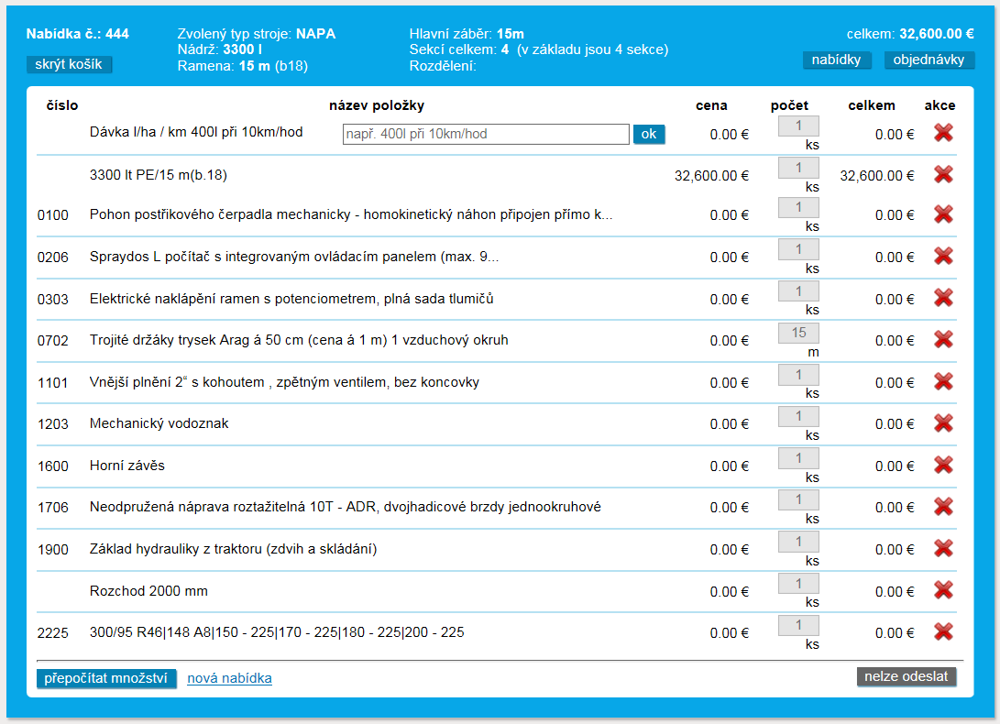 Nabídka č.: 444
Zvolený typ stroje: NAPA
Nádrž: 3300 l
Ramena: 15 m (b18)
Hlavní záběr: 15m
Sekcí celkem: 4 (v základu jsou 4 sekce)
Rozdělení:
celkem: 32,600.00 €
skrýt košík
nabídky objednávky
číslo název položky cena počet celkem akce
Dávka l/ha / km 400l při 10km/hod např. 400l při 10km/hod ok 0.00 € 1 ks 0.00 €
3300 lt PE/15 m(b.18) 32,600.00 € 1 ks 32,600.00 €
0100 Pohon postřikového čerpadla mechanicky - homokinetický náhon připojen přímo k... 0.00 € 1 ks 0.00 €
0206 Spraydos L počítač s integrovaným ovládacím panelem (max. 9... 0.00 € 1 ks 0.00 €
0303 Elektrické naklápění ramen s potenciometrem, plná sada tlumičů 0.00 € 1 ks 0.00 €
0702 Trojité držáky trysek Arag á 50 cm (cena á 1 m) 1 vzduchový okruh 0.00 € 15 m 0.00 €
1101 Vnější plnění 2“ s kohoutem , zpětným ventilem, bez koncovky 0.00 € 1 ks 0.00 €
1203 Mechanický vodoznak 0.00 € 1 ks 0.00 €
1600 Horní závěs 0.00 € 1 ks 0.00 €
1706 Neodpružená náprava roztažitelná 10T - ADR, dvojhadicové brzdy jednookruhové 0.00 € 1 ks 0.00 €
1900 Základ hydrauliky z traktoru (zdvih a skládání) 0.00 € 1 ks 0.00 €
Rozchod 2000 mm 0.00 € 1 ks 0.00 €
2225 300/95 R46|148 A8|150 - 225|170 - 225|180 - 225|200 - 225 0.00 € 1 ks 0.00 €
přepočítat množství nová nabídka nelze odeslat